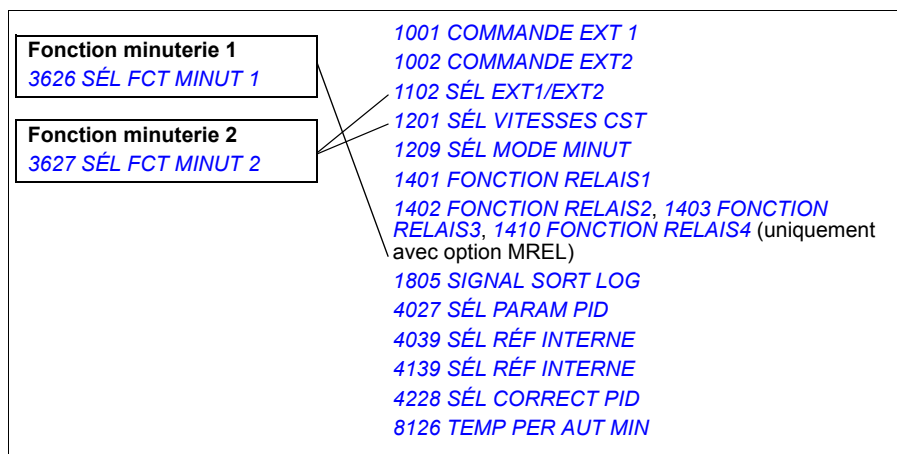 Fonction minuterie 1
3626 SÉL FCT MINUT 1
Fonction minuterie 2
3627 SÉL FCT MINUT 2
1001 COMMANDE EXT 1
1002 COMMANDE EXT2
1102 SÉL EXT1/EXT2
1201 SÉL VITESSES CST
1209 SÉL MODE MINUT
1401 FONCTION RELAIS1
1402 FONCTION RELAIS2, 1403 FONCTION
RELAIS3, 1410 FONCTION RELAIS4 (uniquement
avec option MREL)
1805 SIGNAL SORT LOG
4027 SÉL PARAM PID
4039 SÉL RÉF INTERNE
4139 SÉL RÉF INTERNE
4228 SÉL CORRECT PID
8126 TEMP PER AUT MIN